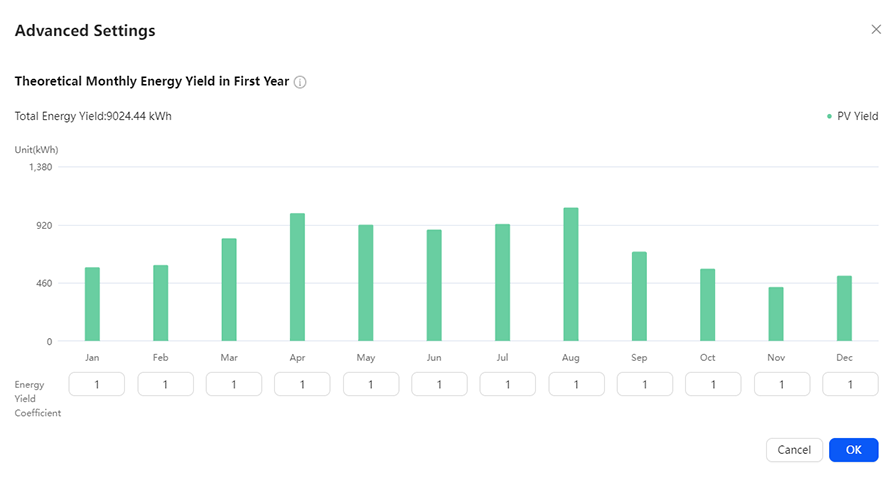 Advanced Settings
Theoretical Monthly Energy Yield in First Year
Total Energy Yield:9024.44 kWh
PV Yield
Unit(kWh)
1,380
920
460
0
Jan Feb Mar Apr May Jun Jul Aug Sep Oct Nov Dec
Energy
Yield
Coefficient
1 1 1 1 1 1 1 1 1 1 1 1
Cancel OK